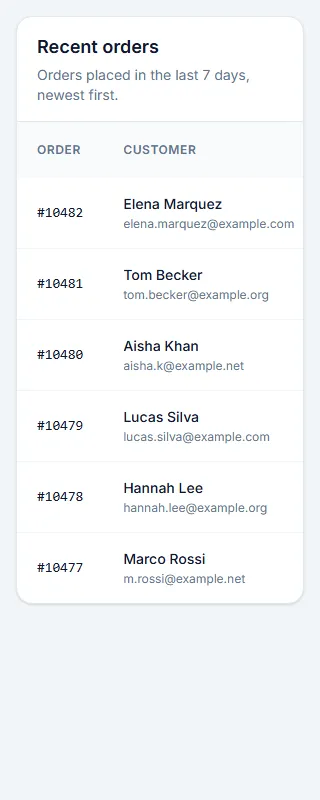 Recent orders
Orders placed in the last 7 days,
newest first.
ORDER CUSTOMER
#10482 Elena Marquez
elena.marquez@example.com
#10481 Tom Becker
tom.becker@example.org
#10480 Aisha Khan
aisha.k@example.net
#10479 Lucas Silva
lucas.silva@example.com
#10478 Hannah Lee
hannah.lee@example.org
#10477 Marco Rossi
m.rossi@example.net